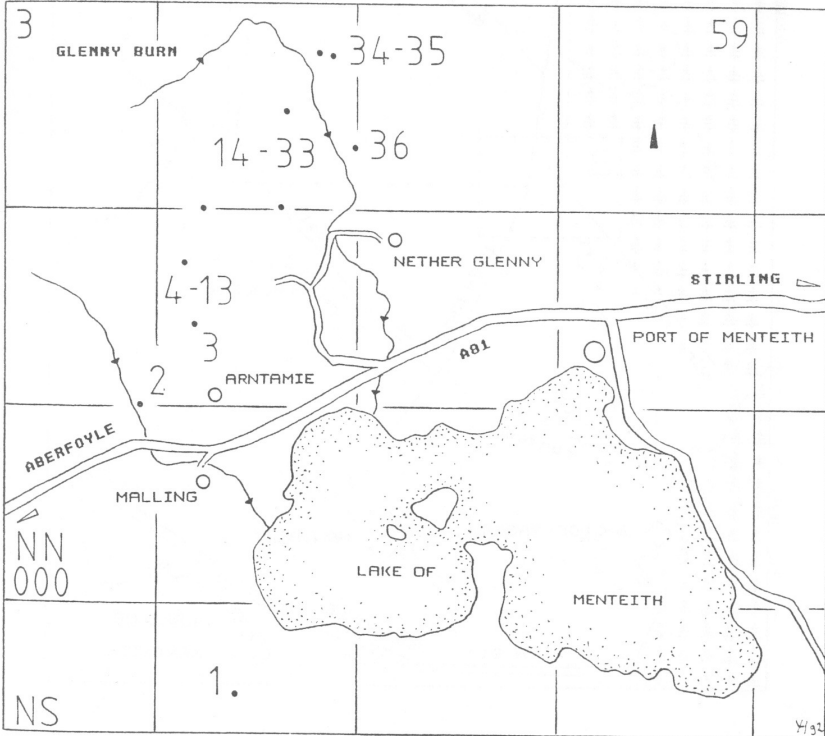 3
59
GLENNY BURN
34-35
14-33
36
NETHER GLENNY
STIRLING
4-13
3
A81
PORT OF MENTEITH
2
ARNTAMIE
ABERFOYLE
MALLING
NN
000
LAKE OF
MENTEITH
1
NS